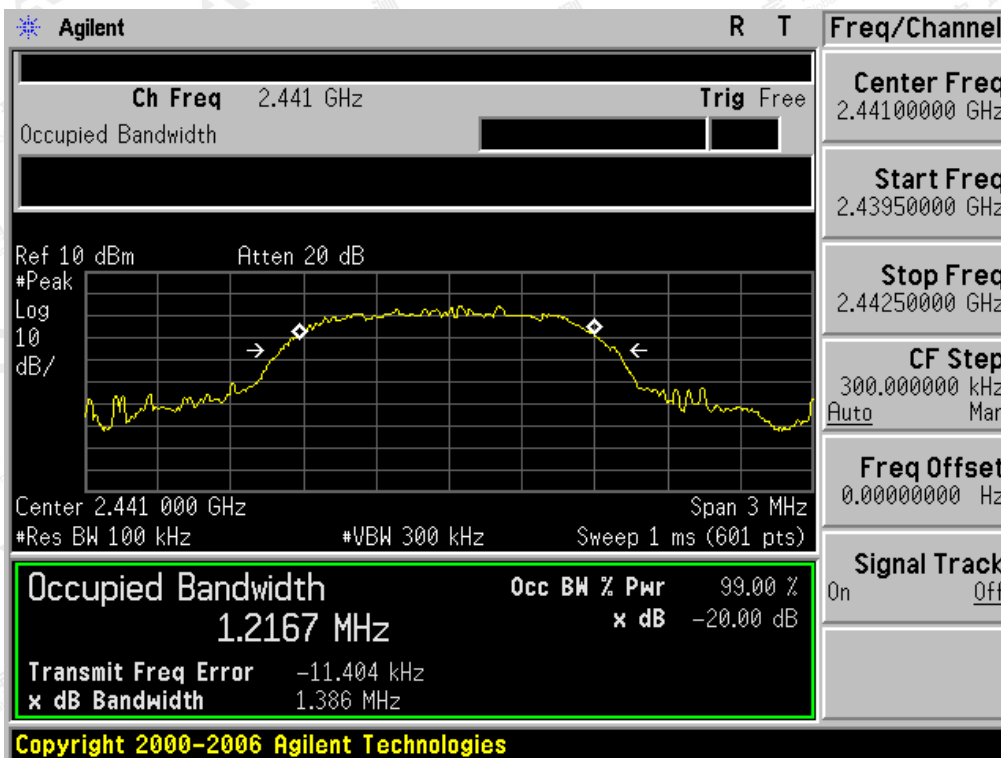 Agilent R T Freq/Channel
Ch Freq 2.441 GHz Trig Free
Occupied Bandwidth
Center Freq
2.44100000 GHz
Start Freq
2.43950000 GHz
Stop Freq
2.44250000 GHz
CF Step
300.000000 kHz
Auto Man
Freq Offset
0.00000000 Hz
Signal Track
On Off
Ref 10 dBm Atten 20 dB
#Peak
Log
10
dB/
Center 2.441 000 GHz Span 3 MHz
#Res BW 100 kHz #VBW 300 kHz Sweep 1 ms (601 pts)
Occupied Bandwidth Occ BW % Pwr 99.00 %
1.2167 MHz x dB -20.00 dB
Transmit Freq Error -11.404 kHz
x dB Bandwidth 1.386 MHz
Copyright 2000-2006 Agilent Technologies